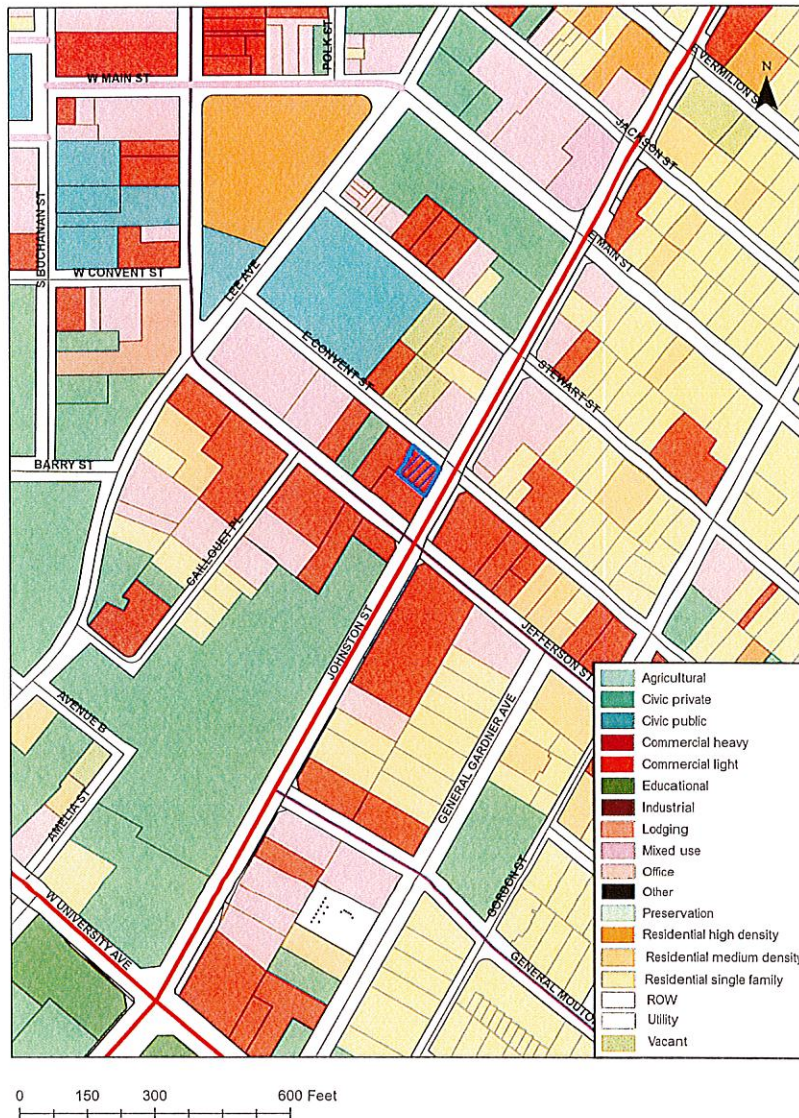 POLK ST
W MAIN ST
E VERMILION S
N
JACKSON ST
S BUCHANAN ST
E MAIN ST
W CONVENT ST
LEE AVE
E CONVENT ST
STEWART ST
BARRY ST
GAILLOUET PL
JOHNSTON ST
JEFFERSON ST
AVENUE B
GENERAL GARDNER AVE
AMELIA ST
GORDON ST
W UNIVERSITY AVE
GENERAL MOUTO
Agricultural
Civic private
Civic public
Commercial heavy
Commercial light
Educational
Industrial
Lodging
Mixed use
Office
Other
Preservation
Residential high density
Residential medium density
Residential single family
ROW
Utility
Vacant
0 150 300 600 Feet